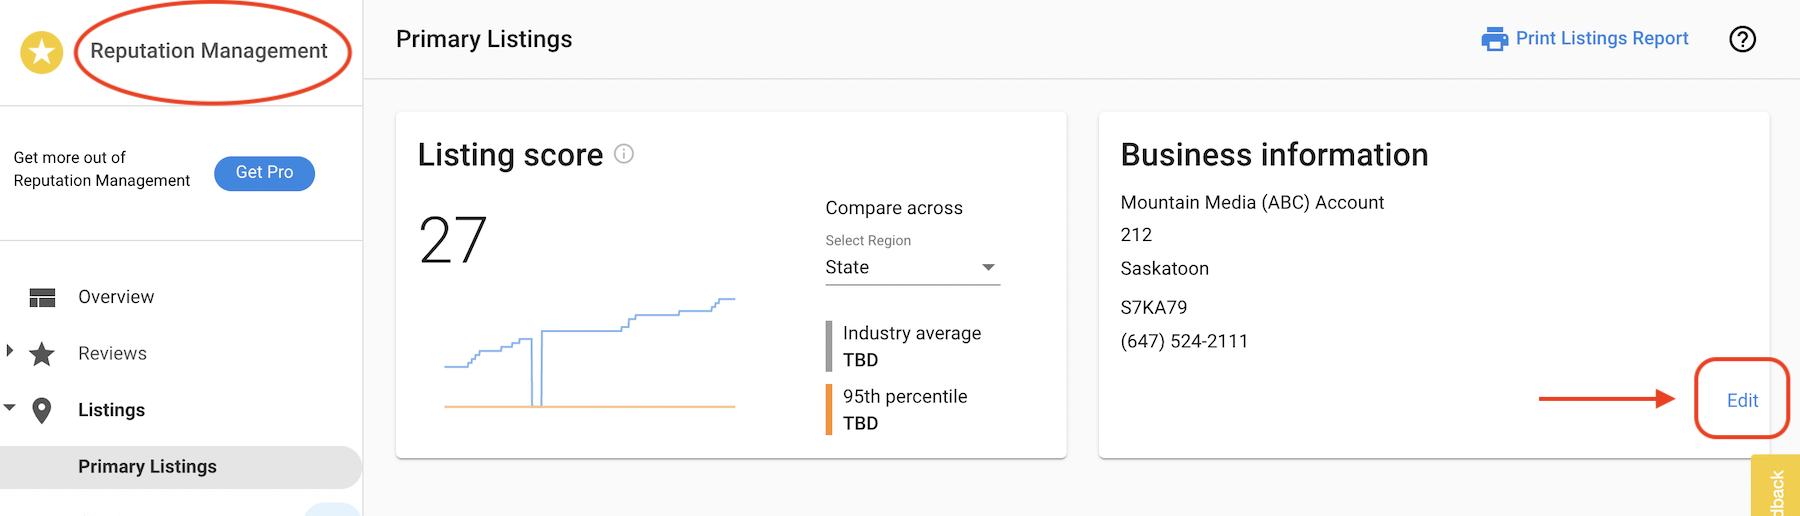 Reputation Management
Get more out of
Reputation Management
Get Pro
Overview
Reviews
Listings
Primary Listings
Primary Listings
Print Listings Report
Listing score
27
Compare across
Select Region
State
Industry average
TBD
95th percentile
TBD
Business information
Mountain Media (ABC) Account
212
Saskatoon
S7KA79
(647) 524-2111
Edit
dback